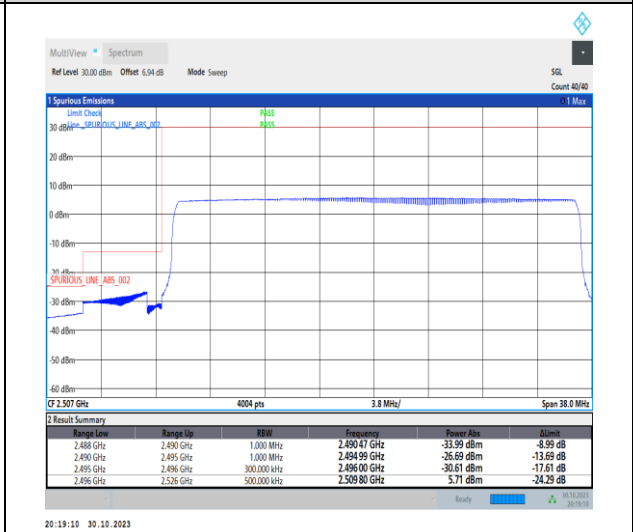 MultiView Spectrum
Ref Level 30.00 dBm Offset 6.94 dB Mode Sweep SGL
Count 40/40
1 Spurious Emissions 1 Max
Limit Check PASS
Line _SPURIOUS_LINE_ABS_002 PASS
30 dBm
20 dBm
10 dBm
0 dBm
-10 dBm
-20 dBm
SPURIOUS_LINE_ABS_002
-30 dBm
-40 dBm
-50 dBm
-60 dBm
CF 2.507 GHz 4004 pts 3.8 MHz/ Span 38.0 MHz
2 Result Summary
Range Low Range Up RBW Frequency Power Abs ΔLimit
2.488 GHz 2.490 GHz 1.000 MHz 2.490 47 GHz -33.99 dBm -8.99 dB
2.490 GHz 2.495 GHz 1.000 MHz 2.494 99 GHz -26.69 dBm -13.69 dB
2.495 GHz 2.496 GHz 300.000 kHz 2.496 00 GHz -30.61 dBm -17.61 dB
2.496 GHz 2.526 GHz 500.000 kHz 2.509 80 GHz 5.71 dBm -24.29 dB
Ready 30.10.2023
20:19:10
20:19:10 30.10.2023